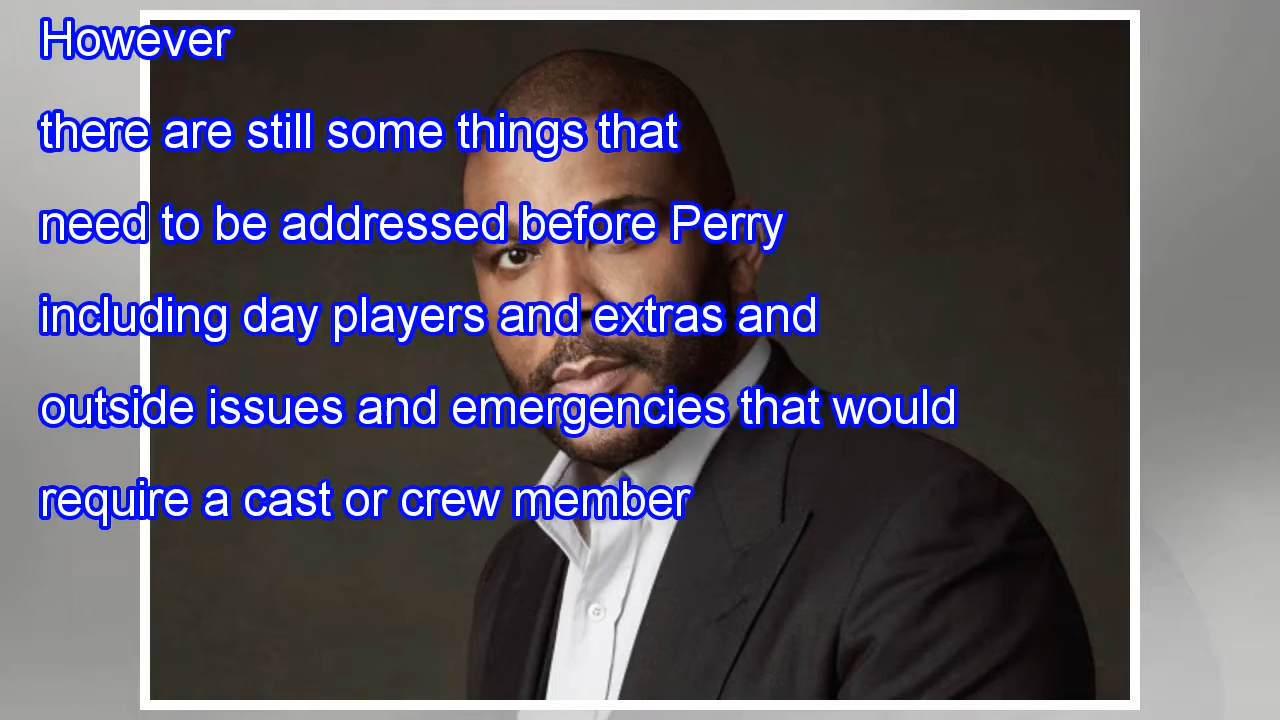 However
there are still some things that
need to be addressed before Perry
including day players and extras and
outside issues and emergencies that would
require a cast or crew member